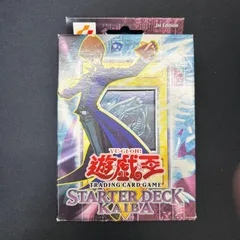 1st Edition
YU-GI-OH!
遊戯王
TRADING CARD GAME
STARTER DECK
KAIBA